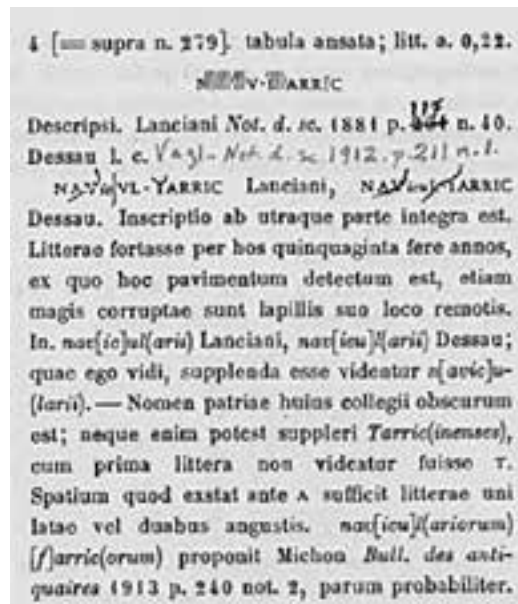 4 [= supra n. 279]. tabula ansata; litt. a. 0,22.
V·ARRIC
Descripsi. Lanciani Not. d. sc. 1881 p. 117 n. 40.
Dessau l. c. Vagl- Not. d. sc 1912. p. 211 n. 1.
VL·TARRIC Lanciani, TARRIC
Dessau. Inscriptio ab utraque parte integra est.
Litterae fortasse per hos quinquaginta fere annos,
ex quo hoc pavimentum detectum est, etiam
magis corruptae sunt lapillis suo loco remotis.
In. nav[ic]ul(arii) Lanciani, nav[icu]l(arii) Dessau;
quae ego vidi, supplenda esse videntur n[avic]u-
(larii). — Nomen patriae huius collegii obscurum
est; neque enim potest suppleri Tarric(inenses),
cum prima littera non videatur fuisse T.
Spatium quod exstat ante A sufficit litterae uni
latae vel duabus angustis. nav[icu]l(ariorum)
[f]arric(orum) proponit Michon Bull. des anti-
quaires 1913 p. 240 not. 2, parum probabiliter.